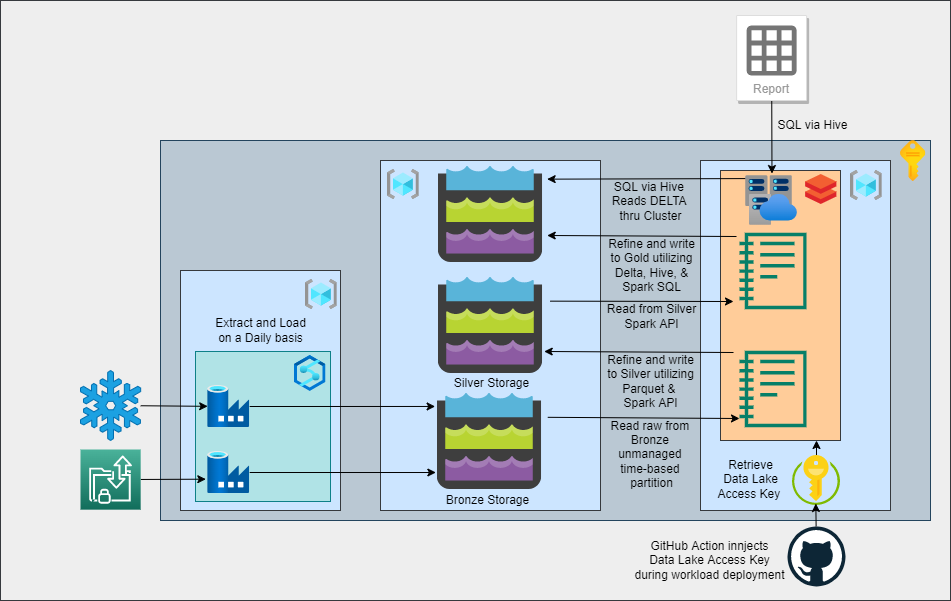 Report
SQL via Hive
SQL via Hive
Reads DELTA
thru Cluster
Refine and write
to Gold utilizing
Delta, Hive, &
Spark SQL
Extract and Load
on a Daily basis
Read from Silver
Spark API
Refine and write
to Silver utilizing
Parquet &
Spark API
Silver Storage
Read raw from
Bronze
unmanaged
time-based
partition
Bronze Storage
Retrieve
Data Lake
Access Key
GitHub Action innjects
Data Lake Access Key
during workload deployment